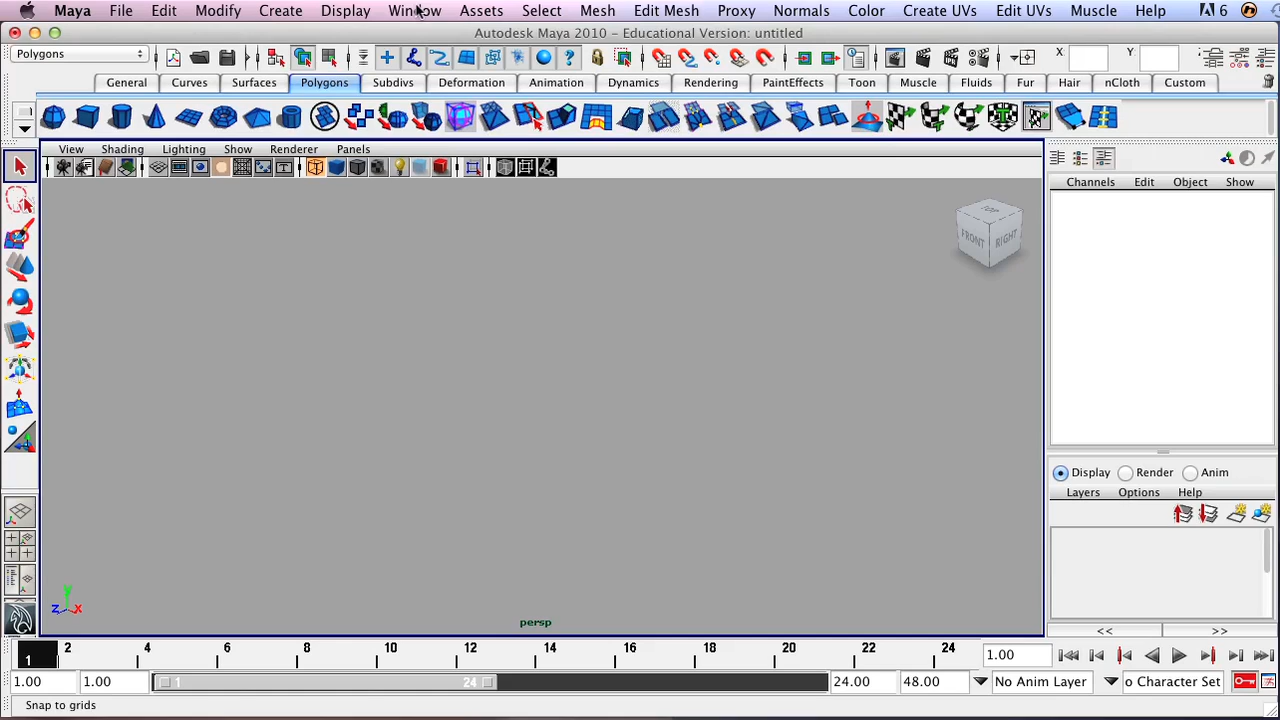 Maya File Edit Modify Create Display Window Assets Select Mesh Edit Mesh Proxy Normals Color Create UVs Edit UVs Muscle Help 6
Autodesk Maya 2010 - Educational Version: untitled
Polygons X Y
General Curves Surfaces Polygons Subdivs Deformation Animation Dynamics Rendering PaintEffects Toon Muscle Fluids Fur Hair nCloth Custom
View Shading Lighting Show Renderer Panels
Channels Edit Object Show
TOP
FRONT RIGHT
Display Render Anim
Layers Options Help
y
z x
persp
<< >>
1 2 4 6 8 10 12 14 16 18 20 22 24 1.00
1.00 1.00 1 24 24.00 48.00 No Anim Layer o Character Set
Snap to grids